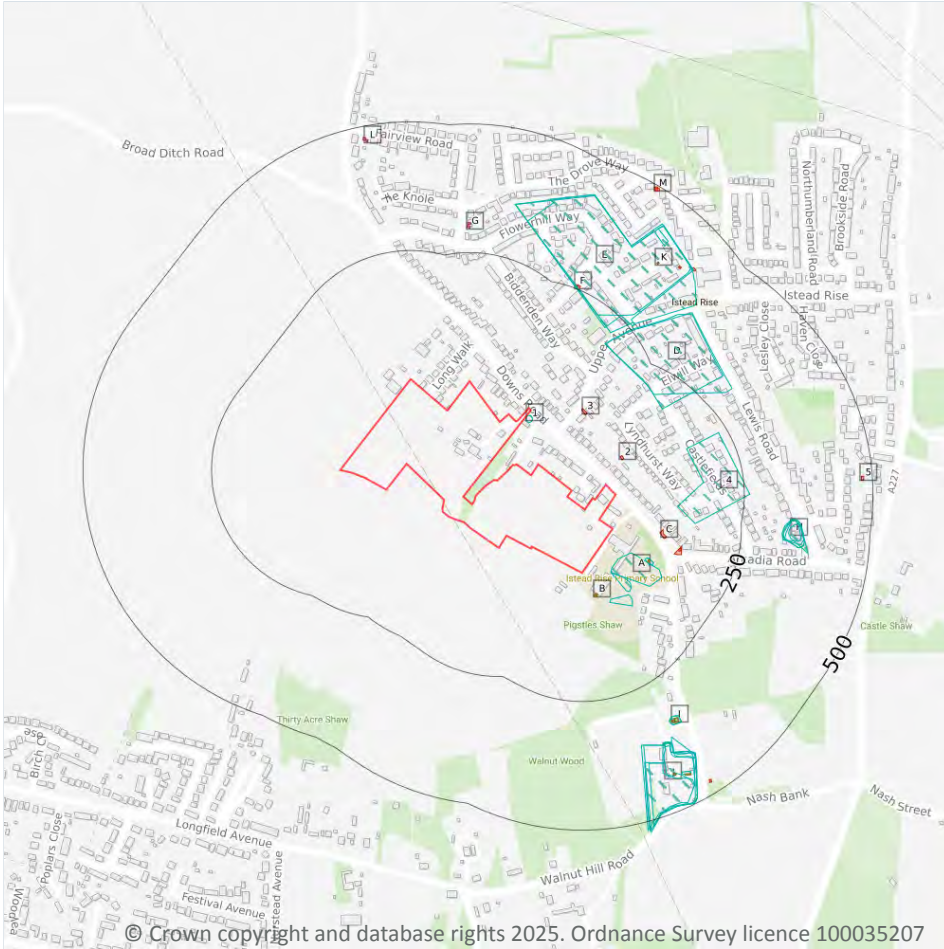 Broad Ditch Road
L
Fairview Road
The Drove Way
M
G
Flowerhill Way
E
K
F
Biddenden Way
Istead Rise
Istead Rise
Northumberland Road
Brookside Road
Haven Close
Lesley Close
Upper Avenue
D
Elwill Way
Long Walk
Downs Road
1
3
2
Lyndhurst Way
Castlefields
Lewis Road
4
5
A227
C
A
Istead Rise Primary School
B
250
Pigstles Shaw
Castle Shaw
500
J
Thirty Acre Shaw
Walnut Wood
Birch
Nash Bank
Nash Street
Longfield Avenue
Poplars Close
Walnut Hill Road
Festival Avenue
© Crown copyright and database rights 2025. Ordnance Survey licence 100035207